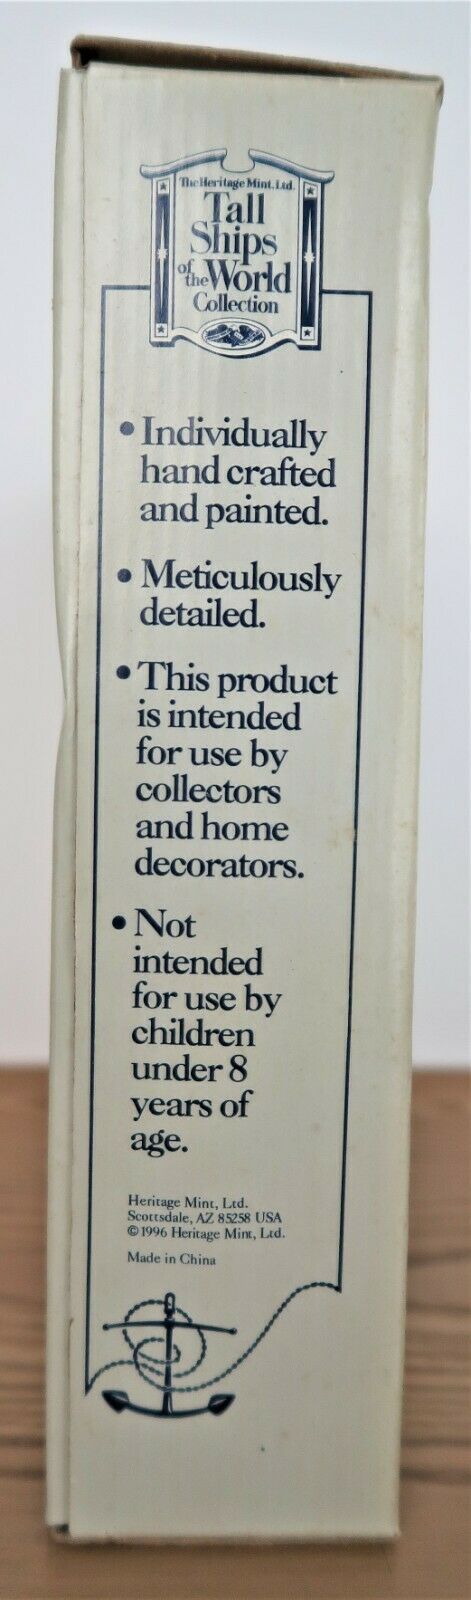 The Heritage Mint, Ltd.
Tall
Ships
of the World
Collection
• Individually
hand crafted
and painted.
• Meticulously
detailed.
• This product
is intended
for use by
collectors
and home
decorators.
• Not
intended
for use by
children
under 8
years of
age.
Heritage Mint, Ltd.
Scottsdale, AZ 85258 USA
© 1996 Heritage Mint, Ltd.
Made in China